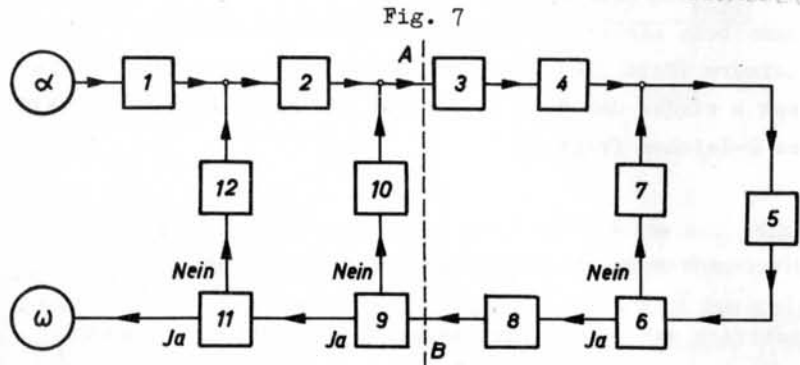 Fig. 7
A
α 1 2 3 4
12 10 7 5
Nein Nein Nein
ω 11 9 8 6
Ja Ja Ja
B